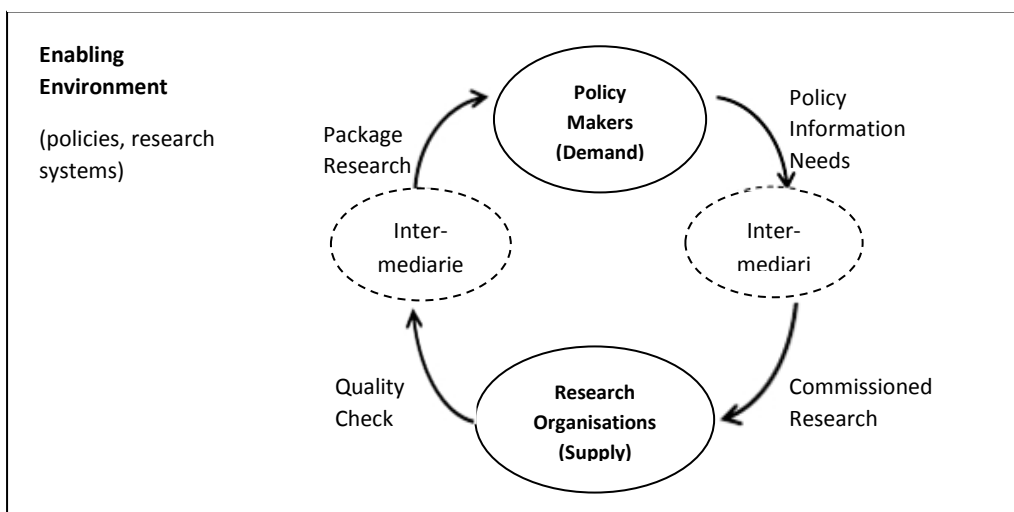 Enabling
Environment
(policies, research
systems)
Policy
Makers
(Demand)
Policy
Information
Needs
Package
Research
Inter-
mediarie
Inter-
mediari
Quality
Check
Research
Organisations
(Supply)
Commissioned
Research